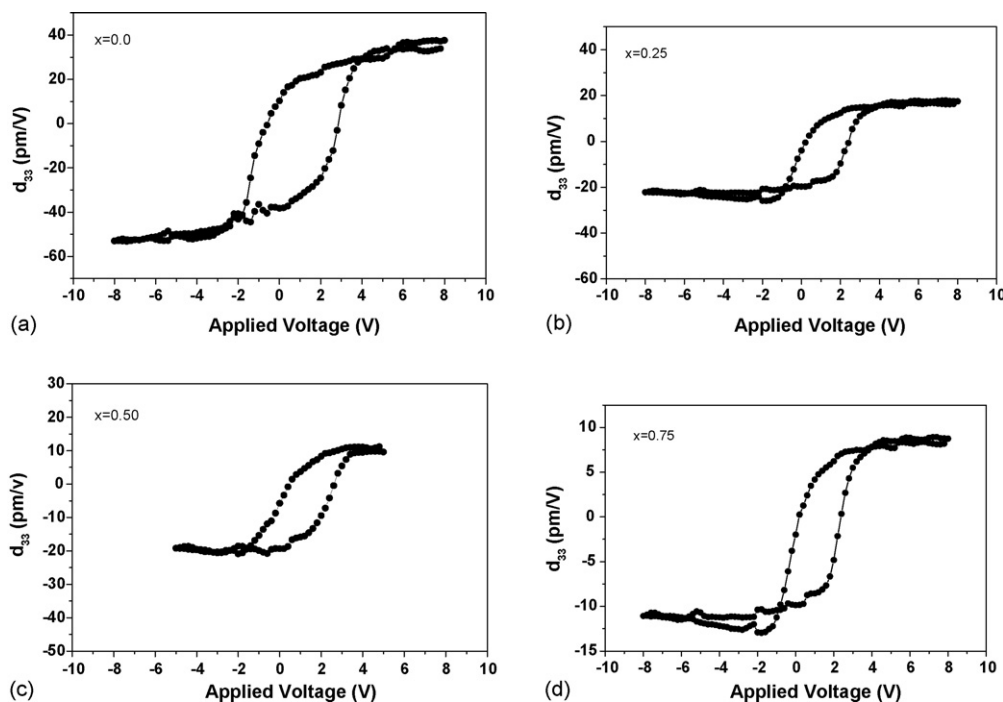 x=0.0
40
20
0
-20
-40
-60
d33 (pm/V)
-10 -8 -6 -4 -2 0 2 4 6 8 10
Applied Voltage (V)
(a)
x=0.25
40
20
0
-20
-40
-60
d33 (pm/V)
-10 -8 -6 -4 -2 0 2 4 6 8 10
Applied Voltage (V)
(b)
x=0.50
30
20
10
0
-10
-20
-30
-40
-50
d33 (pm/v)
-10 -8 -6 -4 -2 0 2 4 6 8 10
Applied Voltage (V)
(c)
x=0.75
10
5
0
-5
-10
-15
d33 (pm/V)
-10 -8 -6 -4 -2 0 2 4 6 8 10
Applied Voltage (V)
(d)